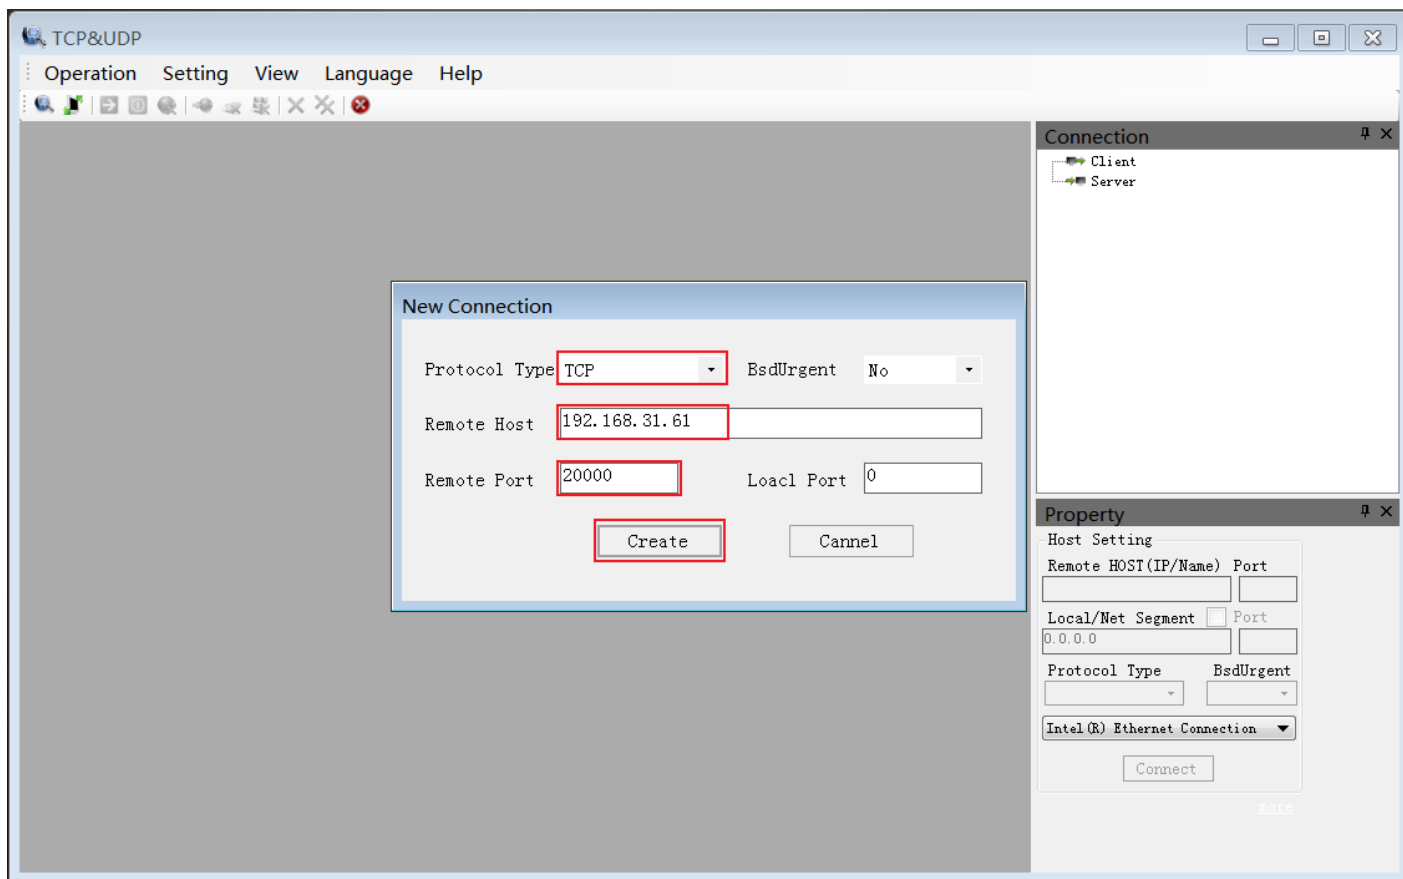 TCP&UDP
Operation Setting View Language Help
Connection
Client
Server
New Connection
Protocol Type TCP BsdUrgent No
Remote Host 192.168.31.61
Remote Port 20000 Loacl Port 0
Create Cannel
Property
Host Setting
Remote HOST(IP/Name) Port
Local/Net Segment Port
0.0.0.0
Protocol Type BsdUrgent
Intel(R) Ethernet Connection
Connect
more